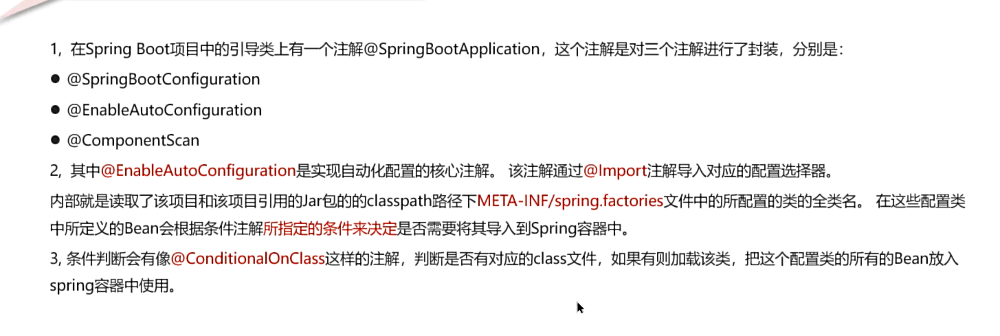 1, 在Spring Boot项目中的引导类上有一个注解@SpringBootApplication，这个注解是对三个注解进行了封装，分别是：
● @SpringBootConfiguration
● @EnableAutoConfiguration
● @ComponentScan
2, 其中@EnableAutoConfiguration是实现自动化配置的核心注解。 该注解通过@Import注解导入对应的配置选择器。
内部就是读取了该项目和该项目引用的Jar包的的classpath路径下META-INF/spring.factories文件中的所配置的类的全类名。 在这些配置类
中所定义的Bean会根据条件注解所指定的条件来决定是否需要将其导入到Spring容器中。
3, 条件判断会有像@ConditionalOnClass这样的注解，判断是否有对应的class文件，如果有则加载该类，把这个配置类的所有的Bean放入
spring容器中使用。